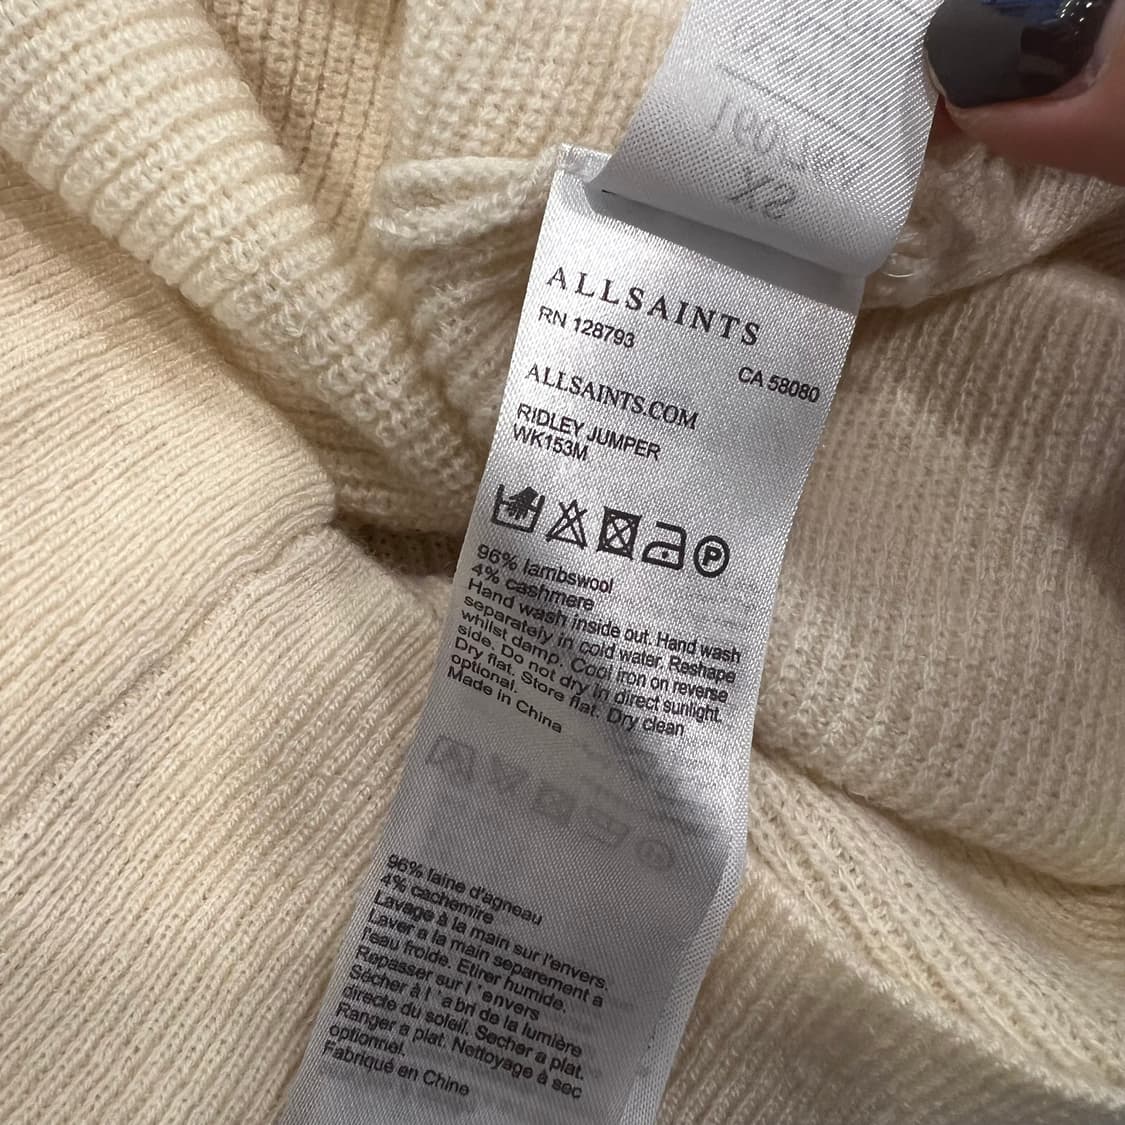 ALLSAINTS
RN 128793
CA 58080
ALLSAINTS.COM
RIDLEY JUMPER
WK153M
P
96% lambswool
4% cashmere
Hand wash inside out. Hand wash
separately in cold water. Reshape
whilst damp. Cool iron on reverse
side. Do not dry in direct sunlight.
Dry flat. Store flat. Dry clean
optional.
Made in China
96% laine d'agneau
4% cachemire
Lavage à la main sur l'envers.
Laver a la main separement a
l'eau froide. Etirer humide.
Repasser sur l'envers
Sécher à l'abri de la lumière
directe du soleil. Secher a plat.
Ranger a plat. Nettoyage à sec
optionnel.
Fabriqué en Chine